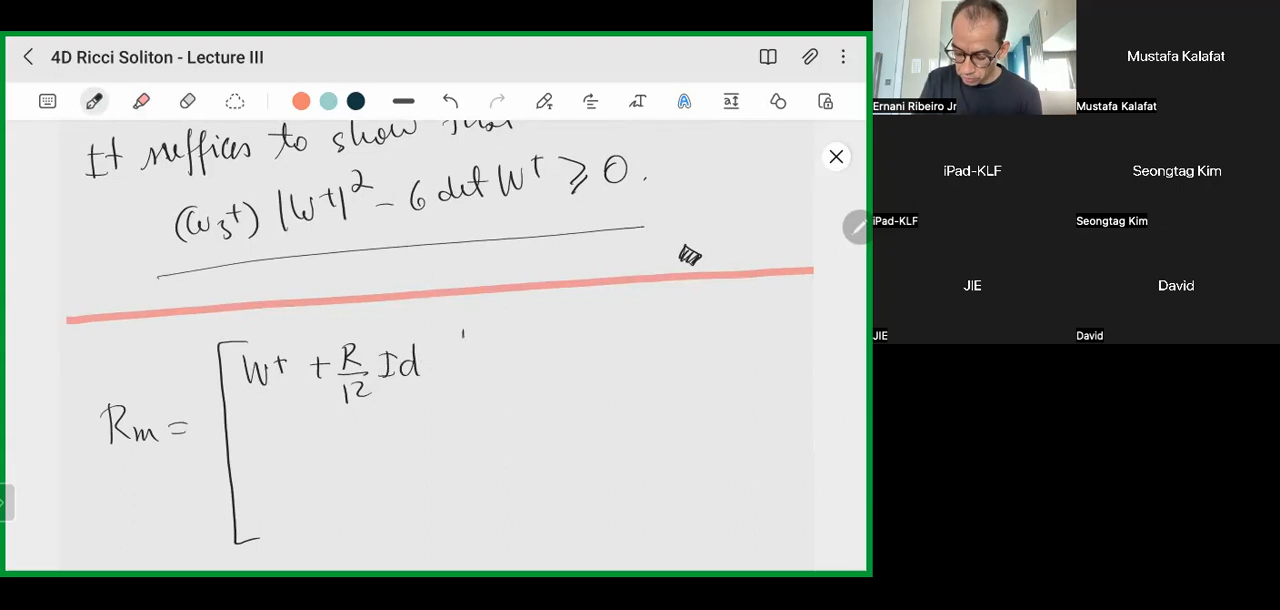 4D Ricci Soliton - Lecture III
It suffices to show that
(ω₃⁺) |W⁺|² - 6 det W⁺ ≥ 0.
Rm = [ W⁺ + R/12 Id
Ernani Ribeiro Jr
Mustafa Kalafat
Mustafa Kalafat
iPad-KLF
Seongtag Kim
iPad-KLF
Seongtag Kim
JIE
David
JIE
David